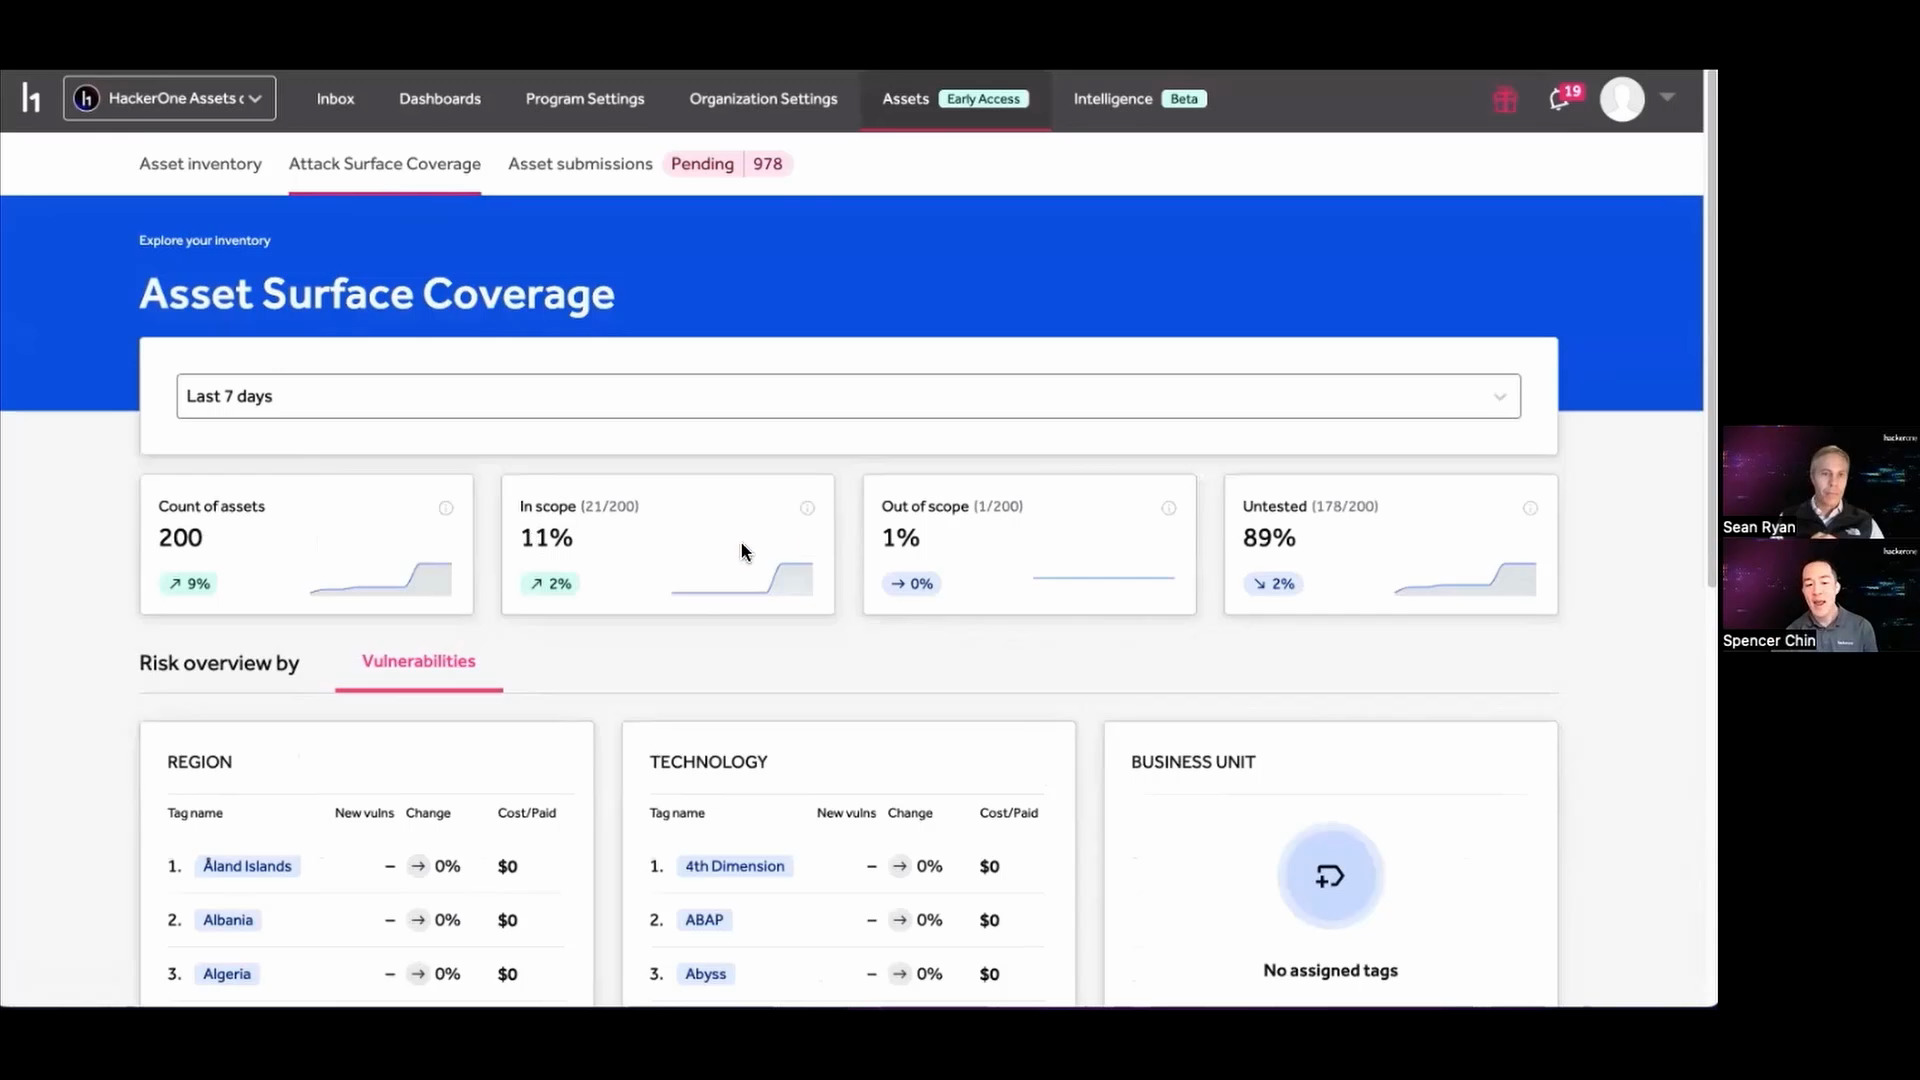 h1 HackerOne Assets c Inbox Dashboards Program Settings Organization Settings Assets Early Access Intelligence Beta 19
Asset inventory Attack Surface Coverage Asset submissions Pending 978
Explore your Inventory
Asset Surface Coverage
Last 7 days
Count of assets
200
9%
In scope (21/200)
11%
2%
Out of scope (1/200)
1%
0%
Untested (178/200)
89%
2%
hackerone
Sean Ryan
hackerone
Spencer Chin
Risk overview by Vulnerabilities
REGION
Tag name New vulns Change Cost/Paid
1. Åland Islands – → 0% $0
2. Albania – → 0% $0
3. Algeria – → 0% $0
TECHNOLOGY
Tag name New vulns Change Cost/Paid
1. 4th Dimension – → 0% $0
2. ABAP – → 0% $0
3. Abyss – → 0% $0
BUSINESS UNIT
No assigned tags